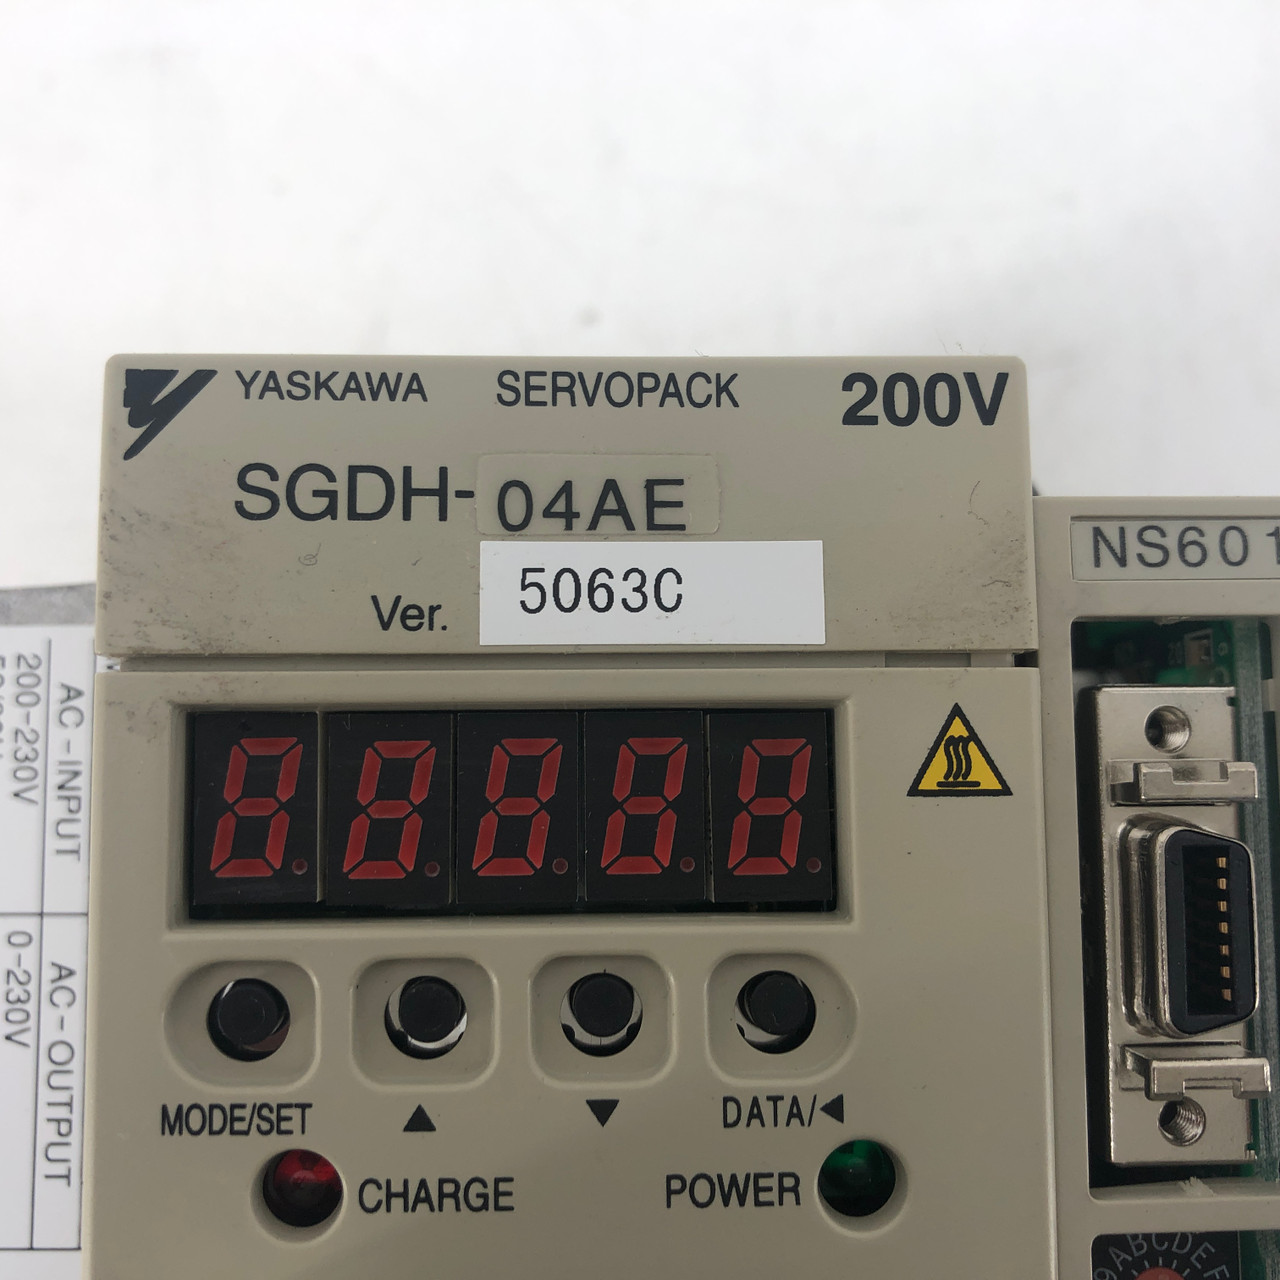 YASKAWA SERVOPACK 200V
SGDH-04AE
Ver. 5063C
NS601
MODE/SET ▲ ▼ DATA/◀
CHARGE POWER
AC-INPUT
200-230V
AC-OUTPUT
0-230V
9ABCDEF